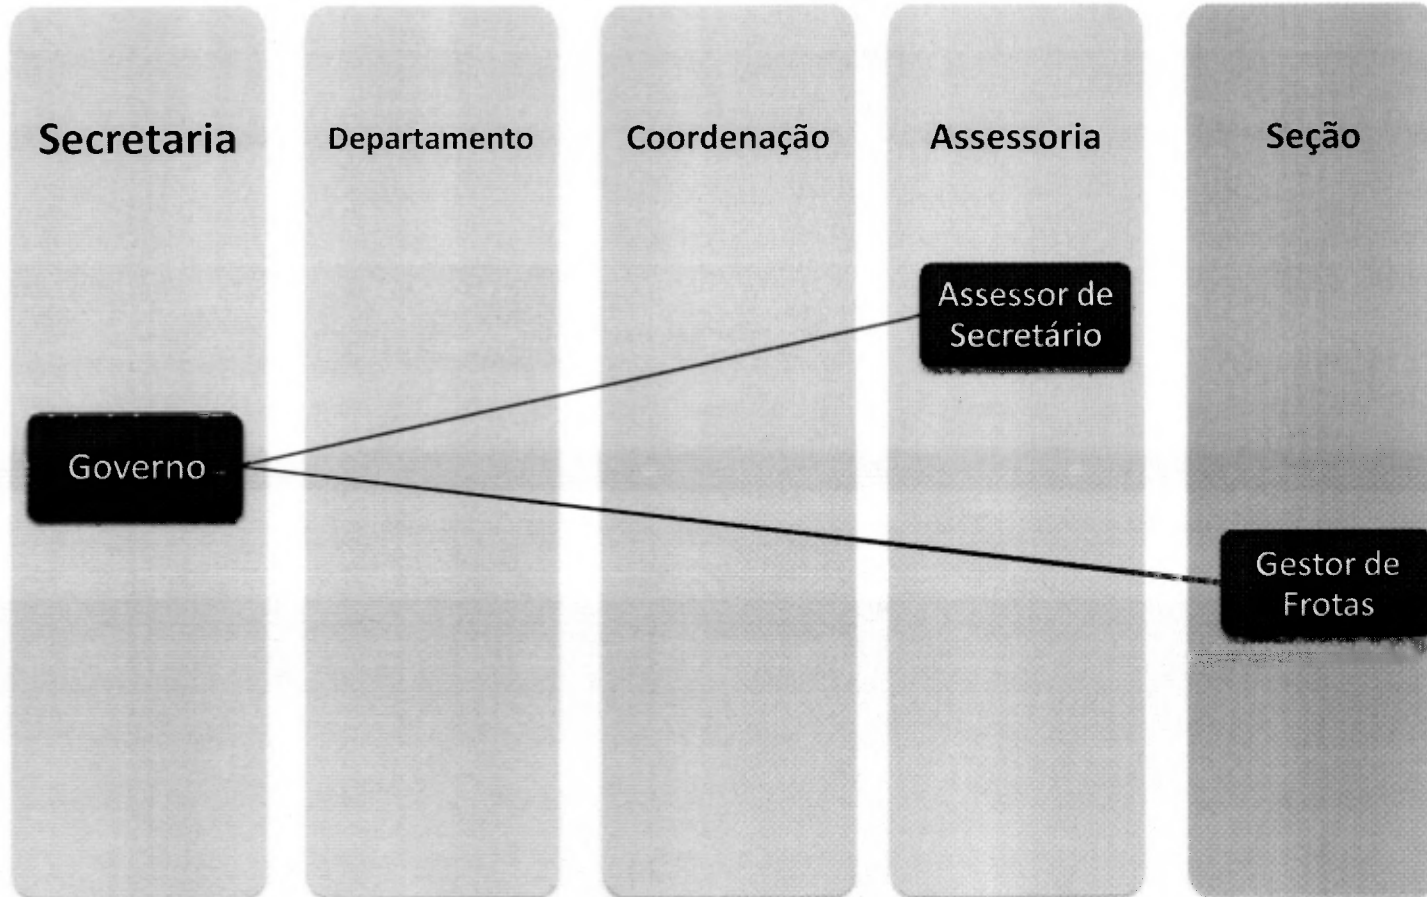 Secretaria
Departamento
Coordenação
Assessoria
Seção
Assessor de
Secretário
Governo
Gestor de
Frotas